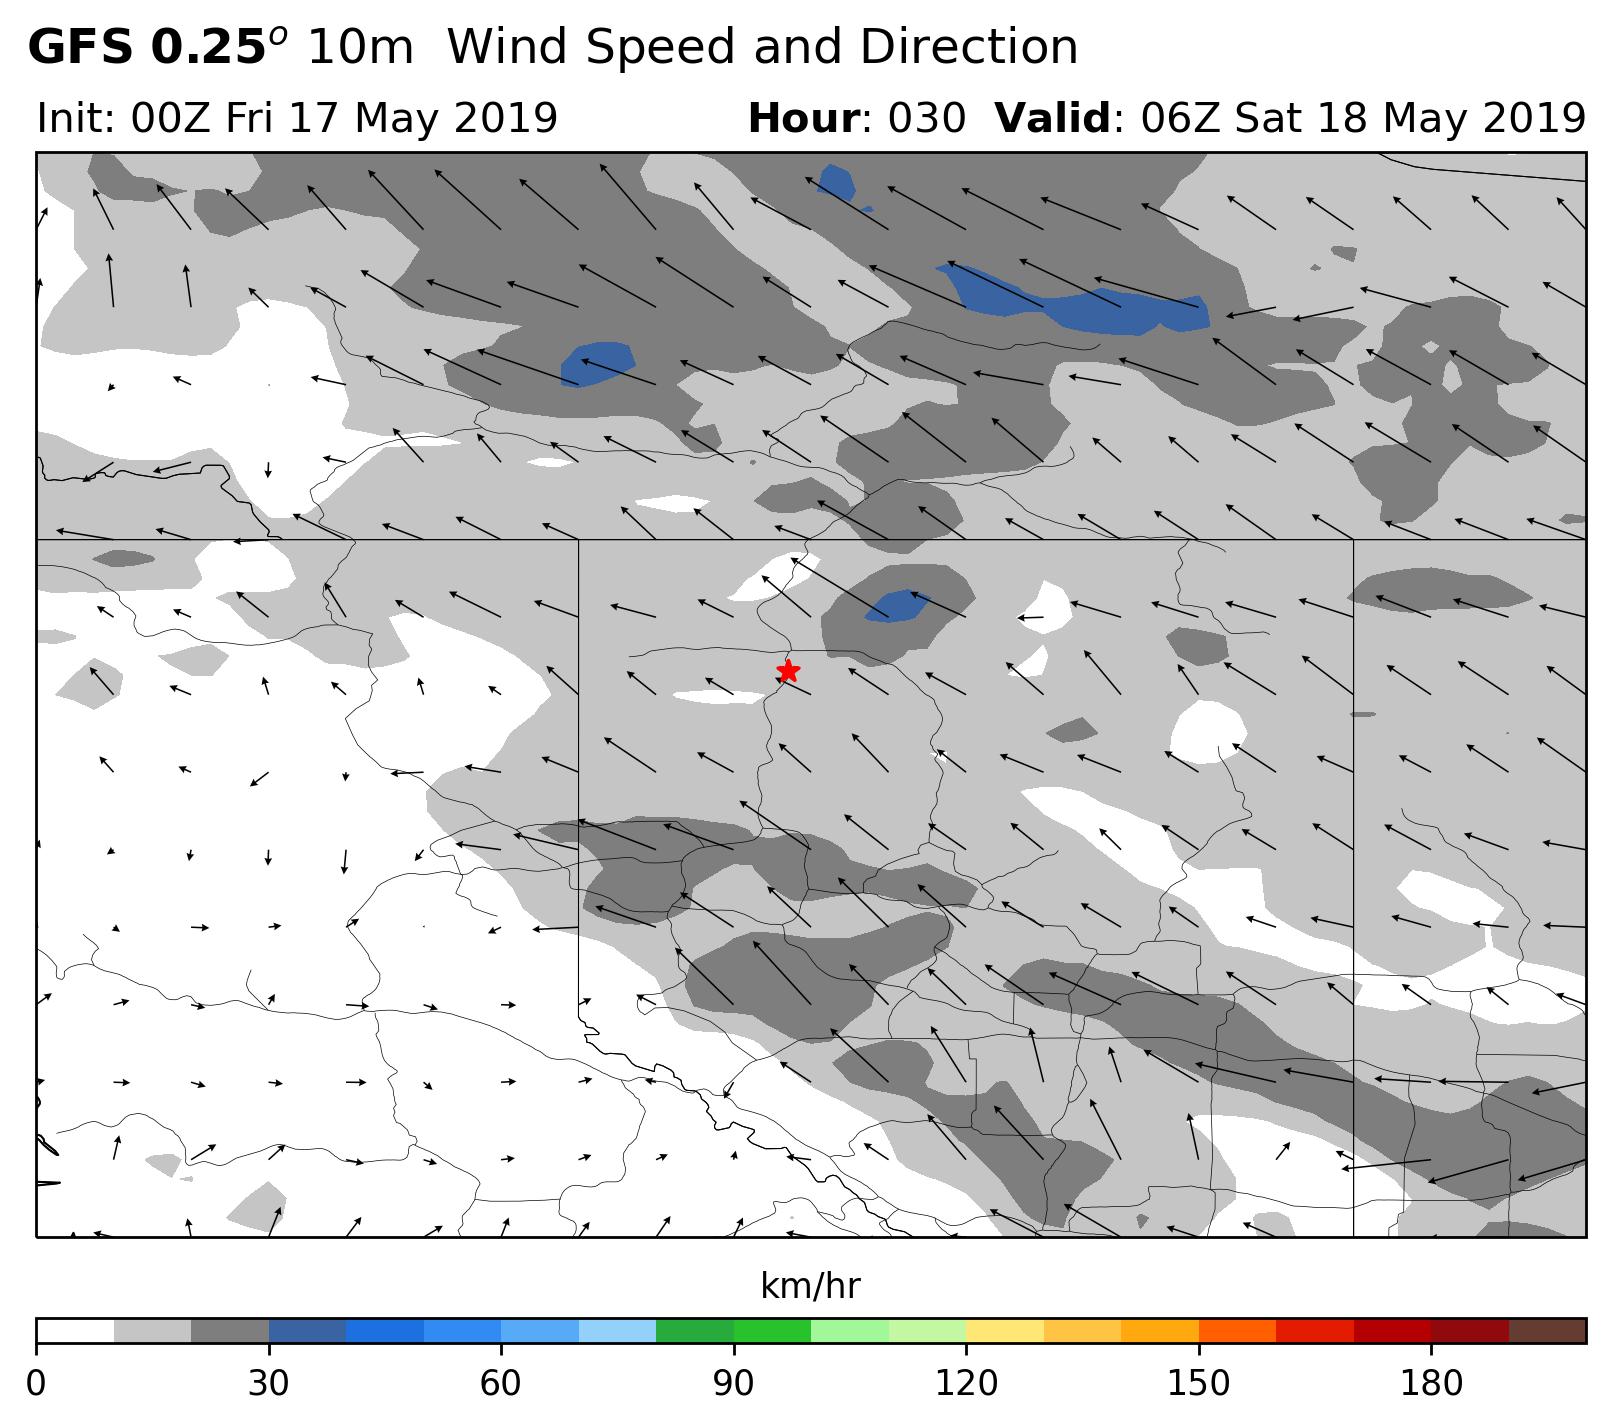 GFS 0.25° 10m Wind Speed and Direction
Init: 00Z Fri 17 May 2019 Hour: 030 Valid: 06Z Sat 18 May 2019
km/hr
0 30 60 90 120 150 180